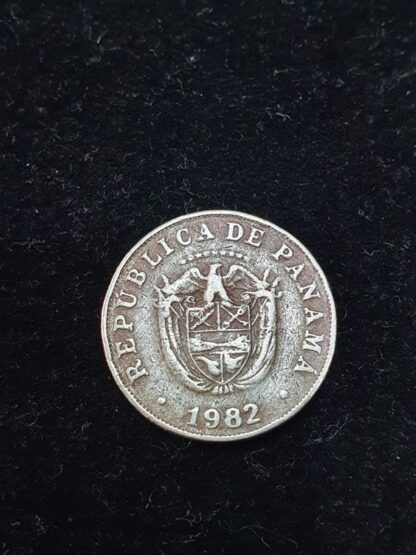 REPUBLICA DE PANAMA
• 1982 •